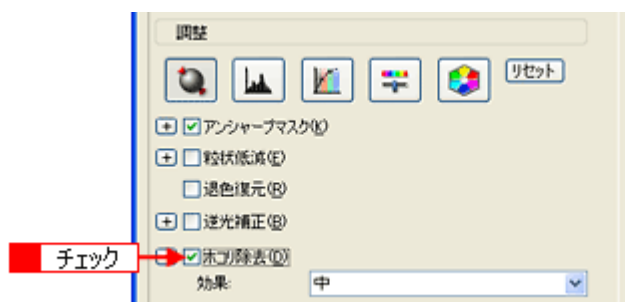 調整
リセット
アンシャープマスク(K)
粒状低減(E)
退色復元(R)
逆光補正(B)
チェック
ホコリ除去(D)
効果: 中